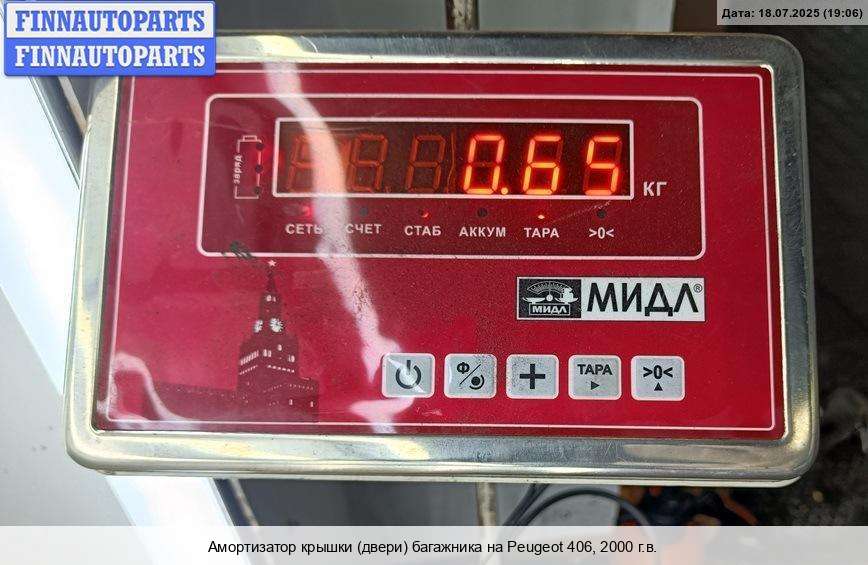 Дата: 18.07.2025 (19:06)
FINNAUTOPARTS
FINNAUTOPARTS
заряд
0.65
кг
СЕТЬ СЧЕТ СТАБ АККУМ ТАРА >0<
МИДЛ МИДЛ®
Ф/ + ТАРА >0<
Амортизатор крышки (двери) багажника на Peugeot 406, 2000 г.в.